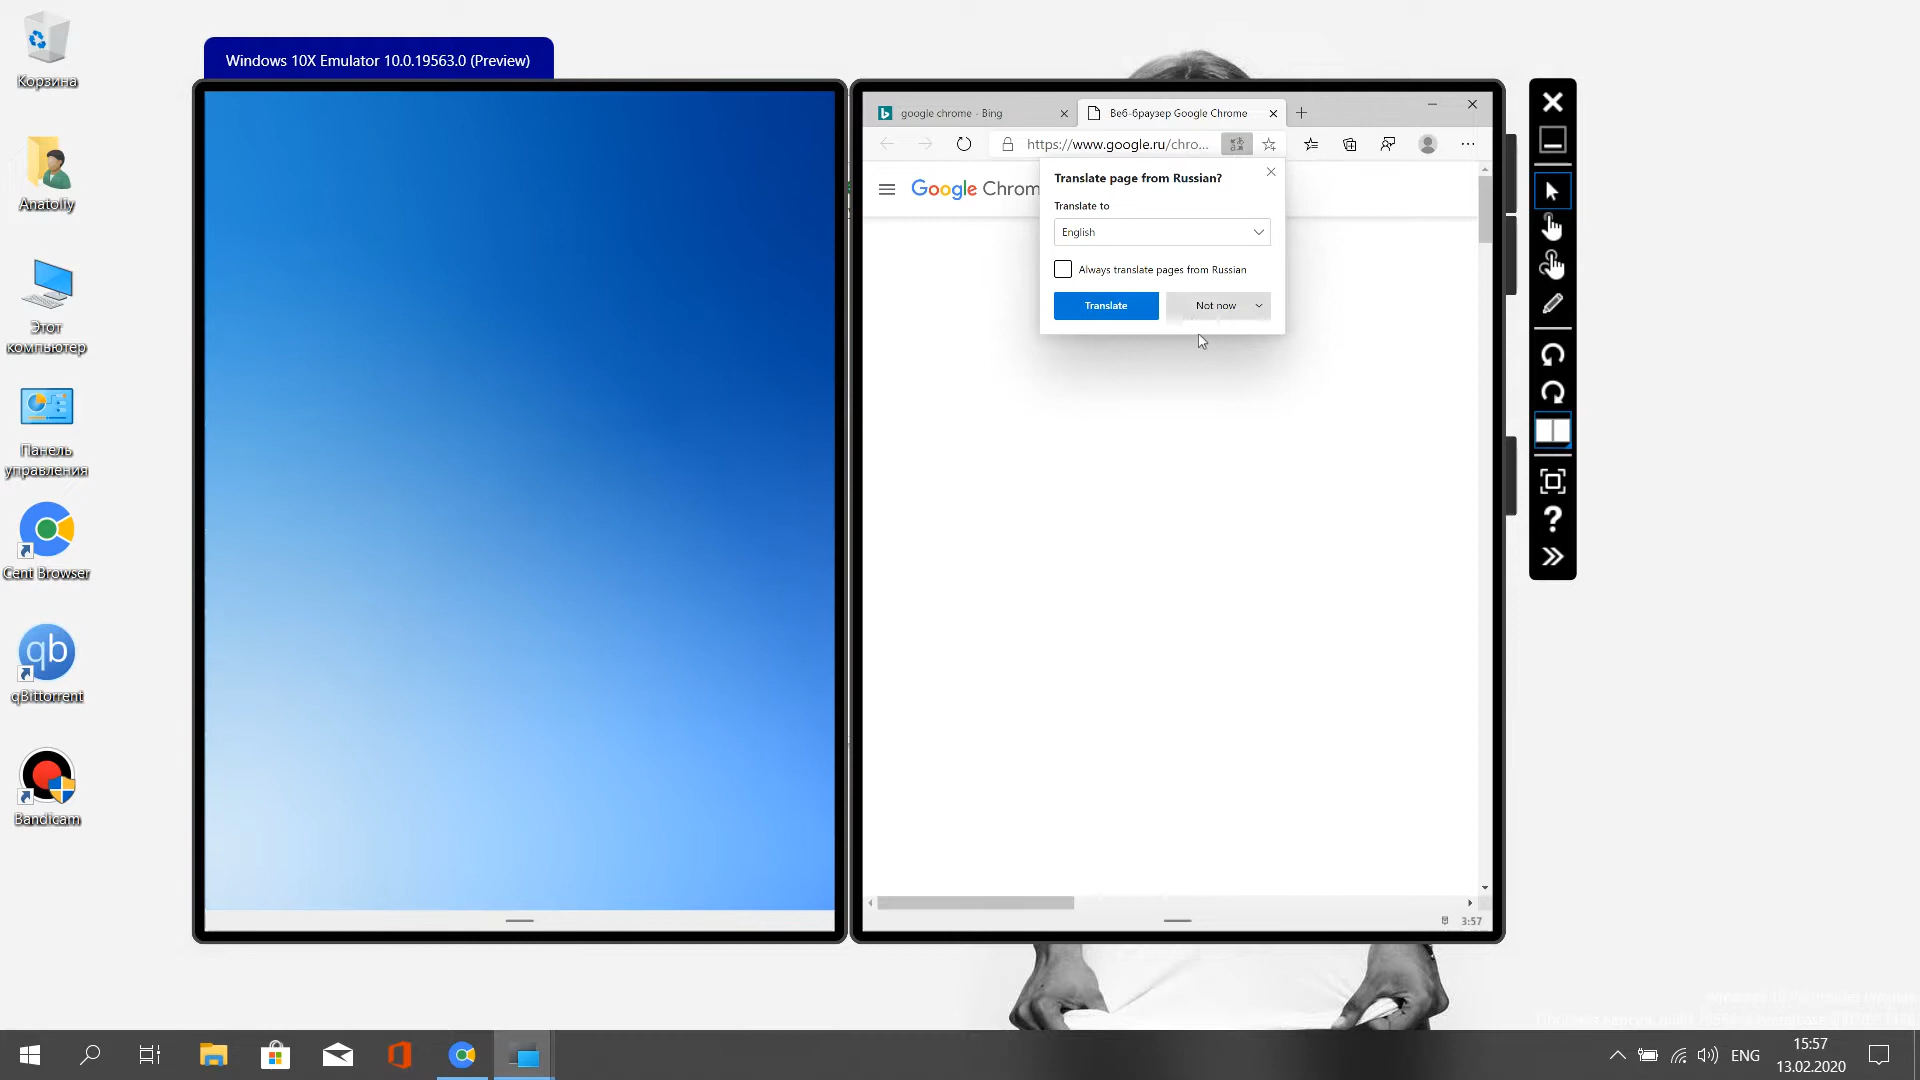 Корзина
Anatoliy
Этот
компьютер
Панель
управления
Cent Browser
qb
qBittorrent
Bandicam
Windows 10X Emulator 10.0.19563.0 (Preview)
google chrome - Bing
Веб-браузер Google Chrome
https://www.google.ru/chro...
Google Chrom
Translate page from Russian?
Translate to
English
Always translate pages from Russian
Translate
Not now
3:57
?
ENG
15:57
13.02.2020